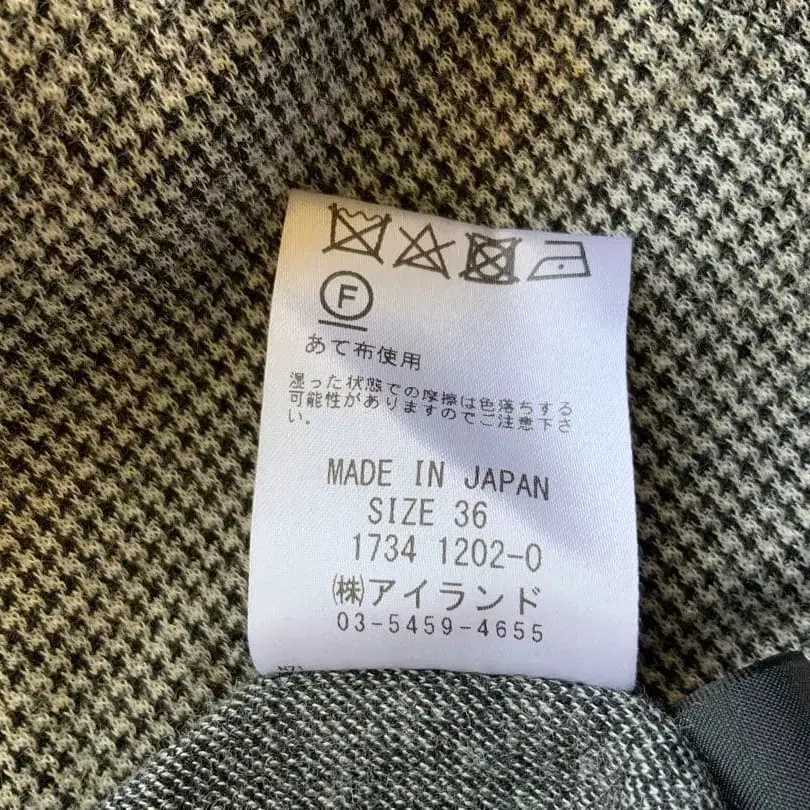 F
あて布使用
湿った状態での摩擦は色落ちする
可能性がありますのでご注意下さ
い。
MADE IN JAPAN
SIZE 36
1734 1202-0
㈱アイランド
03-5459-4655